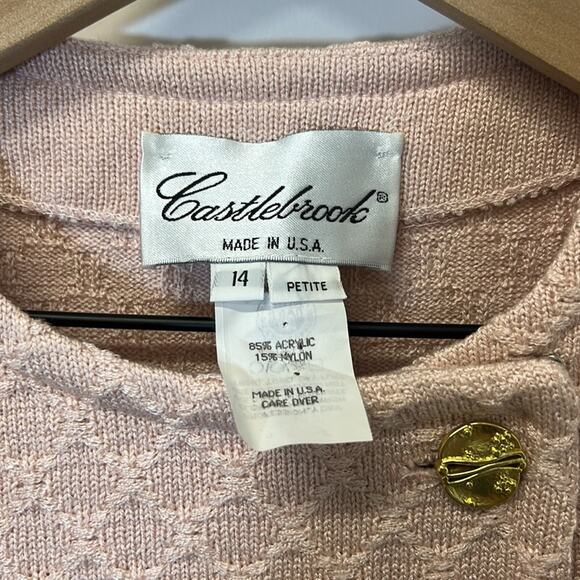 Castlebrook®
MADE IN U.S.A.
14 PETITE
85% ACRYLIC
15% NYLON
MADE IN U.S.A.
CARE OVER